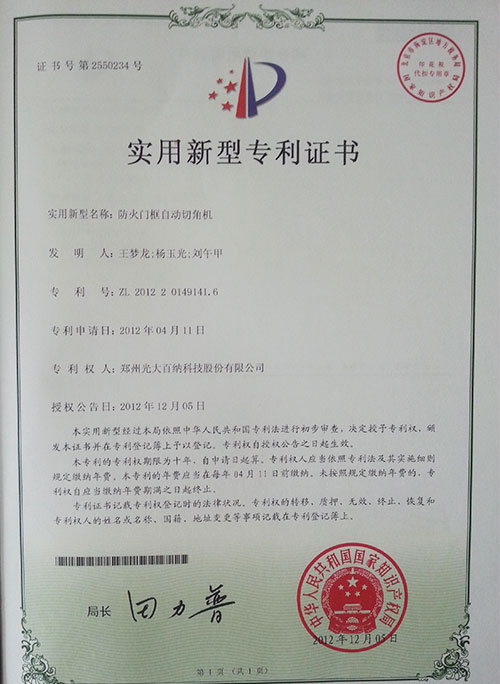 证书号第2550234号
国家知识产权局
印花税
代扣专用章
实用新型专利证书
实用新型名称：防火门框自动切角机
发明人：王梦龙;杨玉光;刘午甲
专利号：ZL 2012 2 0149141.6
专利申请日：2012年04月11日
专利权人：郑州光大百纳科技股份有限公司
授权公告日：2012年12月05日
本实用新型经过本局依照中华人民共和国专利法进行初步审查，决定授予专利权，颁
发本证书并在专利登记簿上予以登记。专利权自授权公告之日起生效。
本专利的专利权期限为十年，自申请日起算。专利权人应当依照专利法及其实施细则
规定缴纳年费。本专利的年费应当在每年04月11日前缴纳。未按照规定缴纳年费的，专
利权自应当缴纳年费期满之日起终止。
专利证书记载专利权登记时的法律状况。专利权的转移、质押、无效、终止、恢复和
专利权人的姓名或名称、国籍、地址变更等事项记载在专利登记簿上。
局长 田力普
中华人民共和国国家知识产权局
2012年12月05日
第1页（共1页）